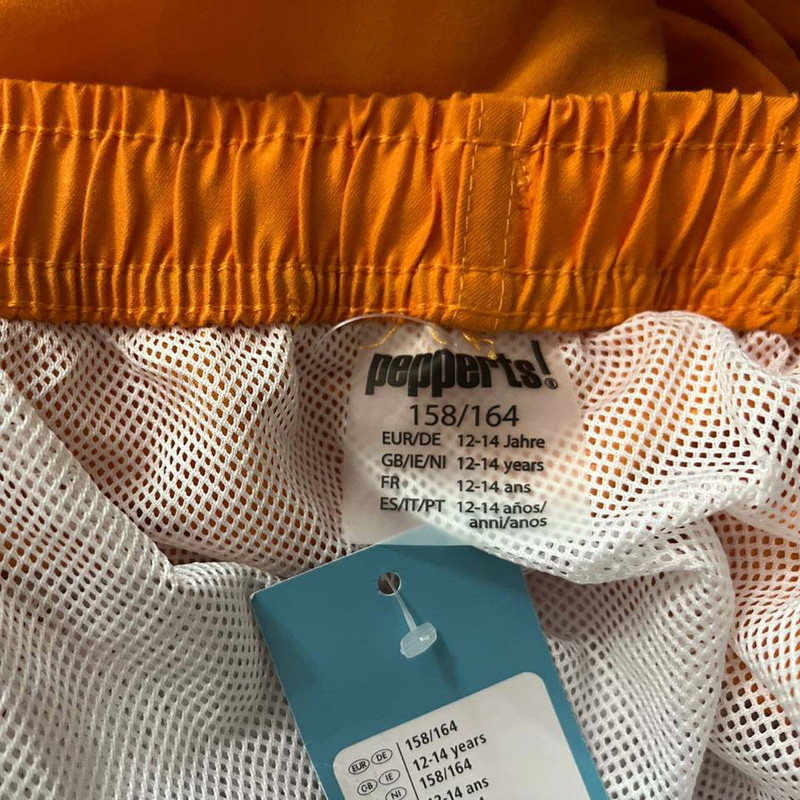 pepperts!®
158/164
EUR/DE 12-14 Jahre
GB/IE/NI 12-14 years
FR 12-14 ans
ES/IT/PT 12-14 años/
anni/anos
EUR DE 158/164
12-14 years
GB IE 158/164
NI 12-14 ans